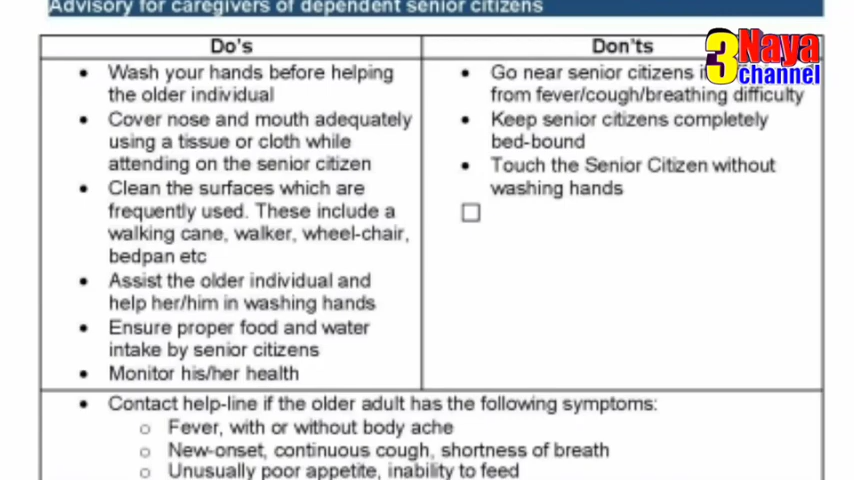 Advisory for caregivers of dependent senior citizens
Do's
Don'ts
3 Naya
channel
Wash your hands before helping
the older individual
Cover nose and mouth adequately
using a tissue or cloth while
attending on the senior citizen
Clean the surfaces which are
frequently used. These include a
walking cane, walker, wheel-chair,
bedpan etc
Assist the older individual and
help her/him in washing hands
Ensure proper food and water
intake by senior citizens
Monitor his/her health
Go near senior citizens
from fever/cough/breathing difficulty
Keep senior citizens completely
bed-bound
Touch the Senior Citizen without
washing hands
Contact help-line if the older adult has the following symptoms:
Fever, with or without body ache
New-onset, continuous cough, shortness of breath
Unusually poor appetite, inability to feed